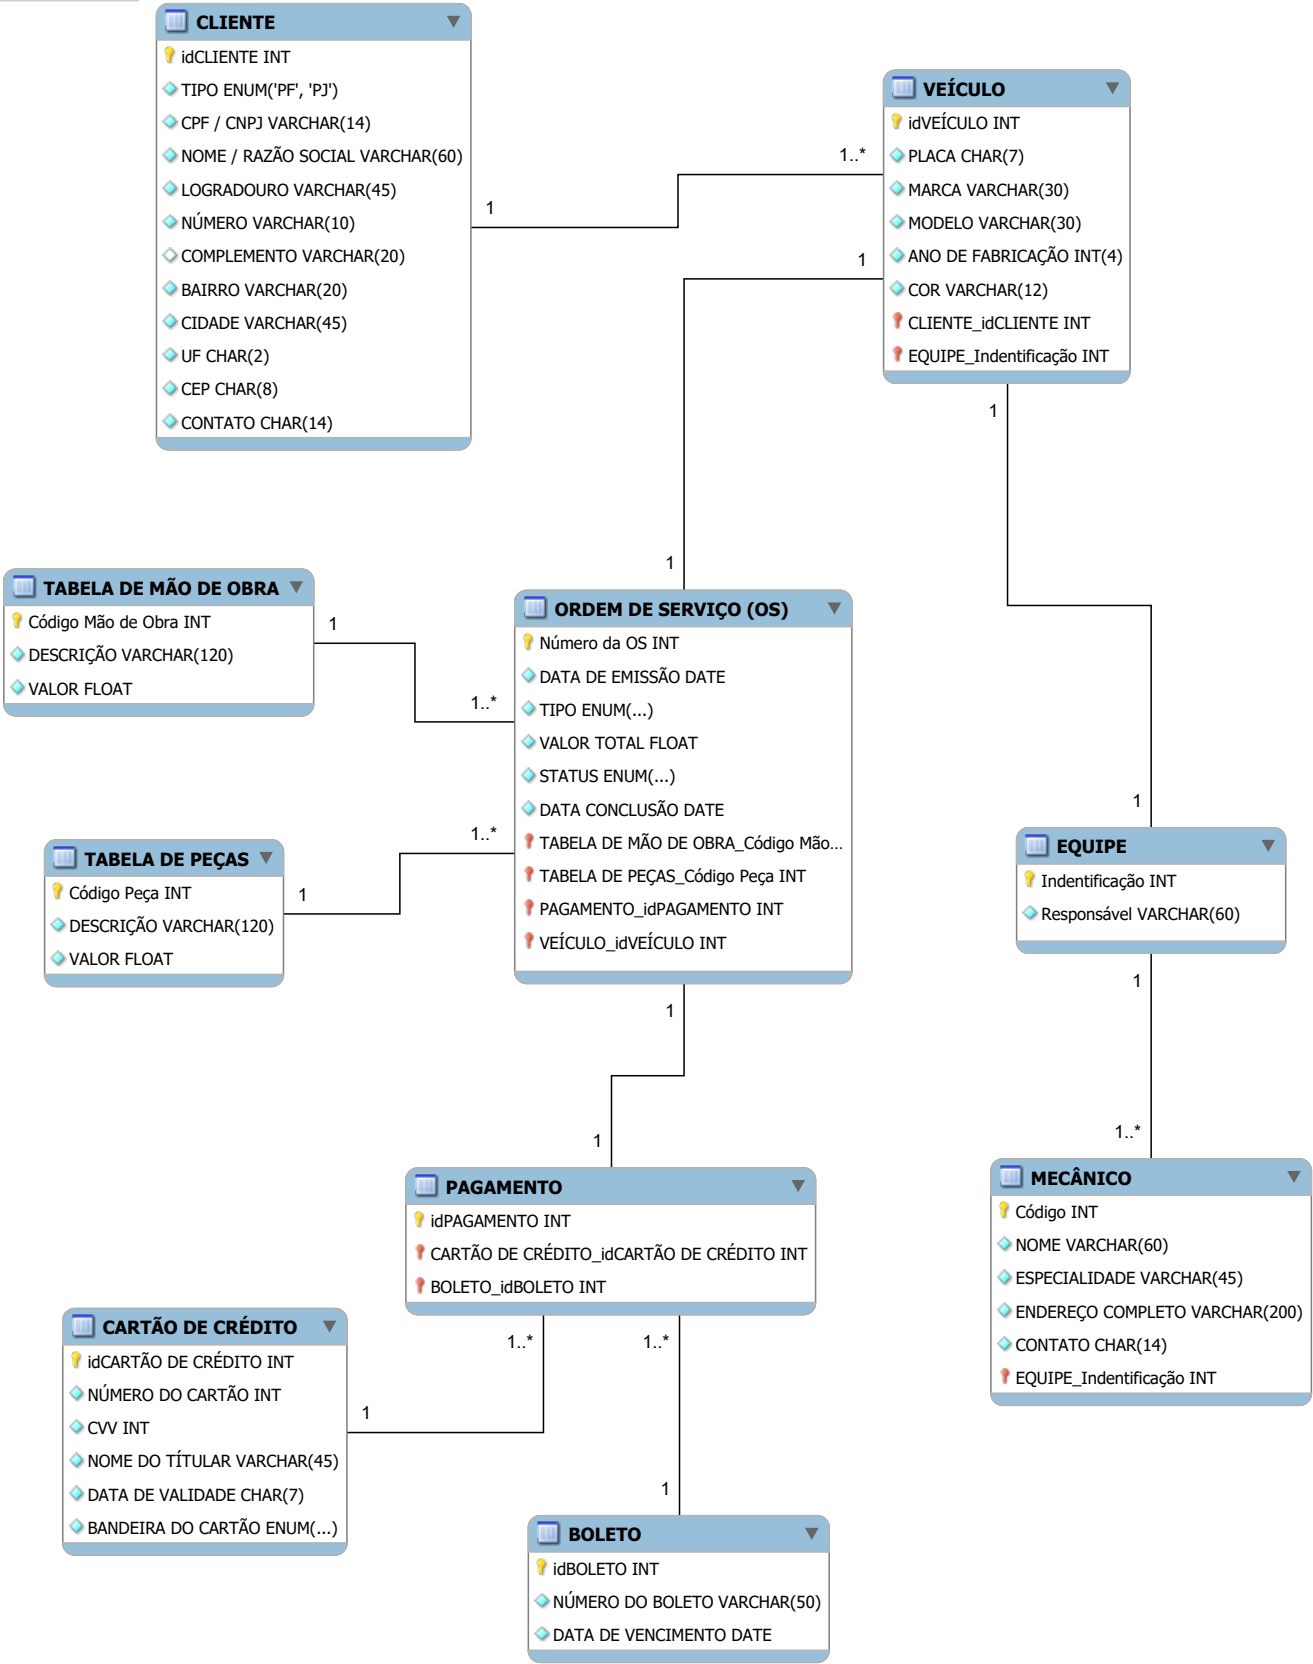 CLIENTE
idCLIENTE INT
TIPO ENUM('PF', 'PJ')
CPF / CNPJ VARCHAR(14)
NOME / RAZÃO SOCIAL VARCHAR(60)
LOGRADOURO VARCHAR(45)
NÚMERO VARCHAR(10)
COMPLEMENTO VARCHAR(20)
BAIRRO VARCHAR(20)
CIDADE VARCHAR(45)
UF CHAR(2)
CEP CHAR(8)
CONTATO CHAR(14)
1
1..*
VEÍCULO
idVEÍCULO INT
PLACA CHAR(7)
MARCA VARCHAR(30)
MODELO VARCHAR(30)
ANO DE FABRICAÇÃO INT(4)
COR VARCHAR(12)
CLIENTE_idCLIENTE INT
EQUIPE_Indentificação INT
1
1
1
1
TABELA DE MÃO DE OBRA
Código Mão de Obra INT
DESCRIÇÃO VARCHAR(120)
VALOR FLOAT
1
1..*
TABELA DE PEÇAS
Código Peça INT
DESCRIÇÃO VARCHAR(120)
VALOR FLOAT
1
1..*
ORDEM DE SERVIÇO (OS)
Número da OS INT
DATA DE EMISSÃO DATE
TIPO ENUM(...)
VALOR TOTAL FLOAT
STATUS ENUM(...)
DATA CONCLUSÃO DATE
TABELA DE MÃO DE OBRA_Código Mão...
TABELA DE PEÇAS_Código Peça INT
PAGAMENTO_idPAGAMENTO INT
VEÍCULO_idVEÍCULO INT
1
1
EQUIPE
Indentificação INT
Responsável VARCHAR(60)
1
1..*
MECÂNICO
Código INT
NOME VARCHAR(60)
ESPECIALIDADE VARCHAR(45)
ENDEREÇO COMPLETO VARCHAR(200)
CONTATO CHAR(14)
EQUIPE_Indentificação INT
PAGAMENTO
idPAGAMENTO INT
CARTÃO DE CRÉDITO_idCARTÃO DE CRÉDITO INT
BOLETO_idBOLETO INT
1..*
1..*
1
1
CARTÃO DE CRÉDITO
idCARTÃO DE CRÉDITO INT
NÚMERO DO CARTÃO INT
CVV INT
NOME DO TÍTULAR VARCHAR(45)
DATA DE VALIDADE CHAR(7)
BANDEIRA DO CARTÃO ENUM(...)
BOLETO
idBOLETO INT
NÚMERO DO BOLETO VARCHAR(50)
DATA DE VENCIMENTO DATE